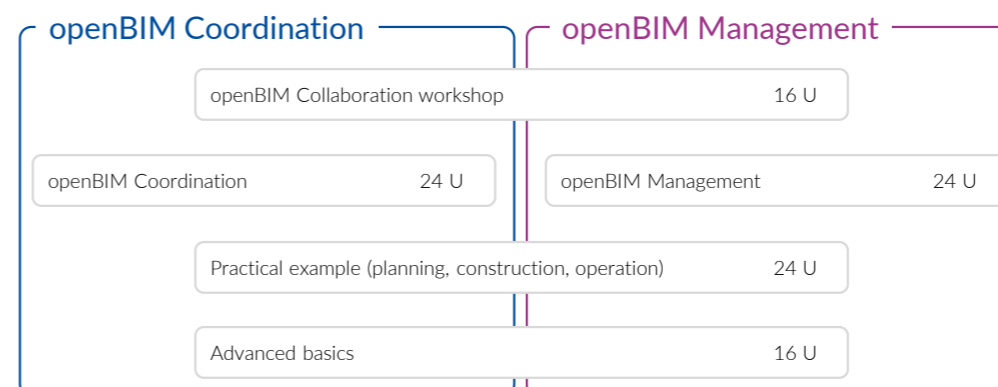 openBIM Coordination
openBIM Management
openBIM Collaboration workshop 16 U
openBIM Coordination 24 U
openBIM Management 24 U
Practical example (planning, construction, operation) 24 U
Advanced basics 16 U